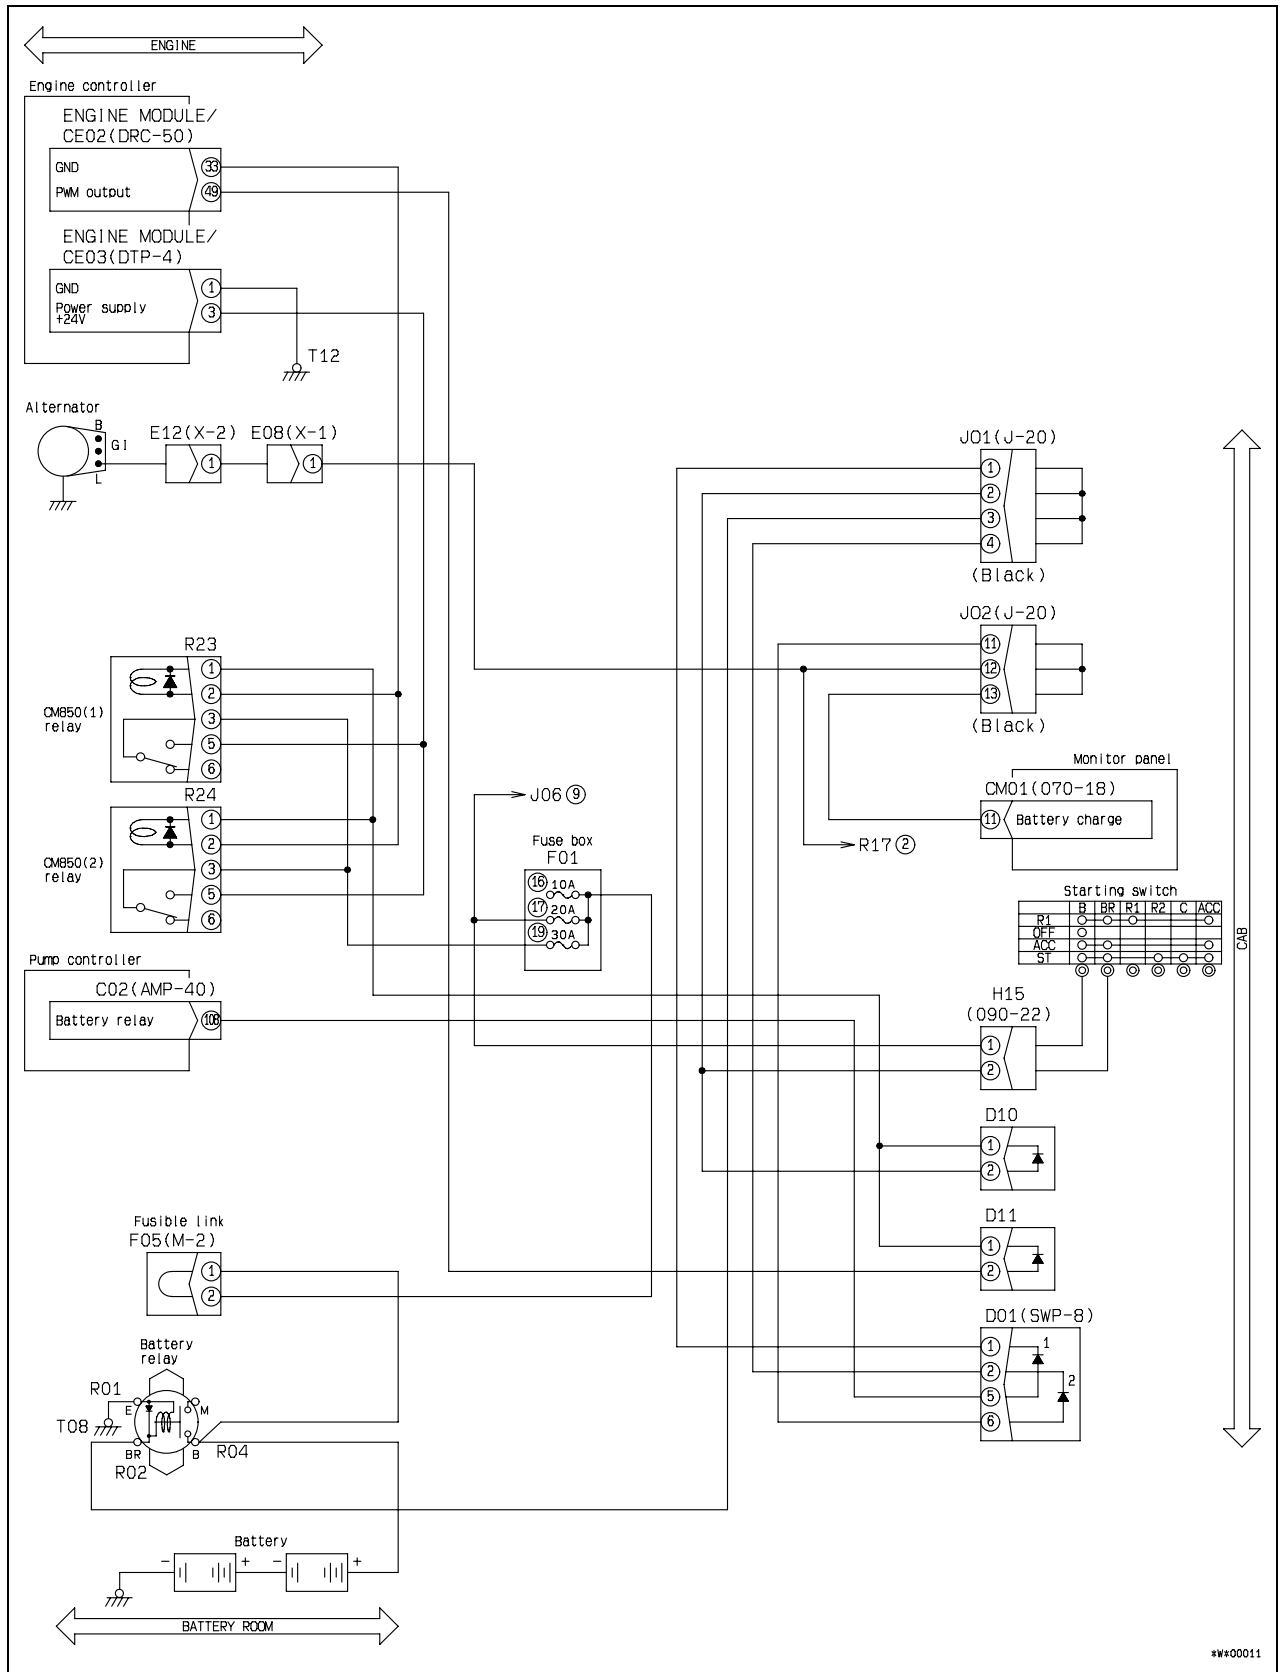 ENGINE
Engine controller
ENGINE MODULE/
CE02(DRC-50)
GND
33
PWM output
49
ENGINE MODULE/
CE03(DTP-4)
GND
1
Power supply
+24V
3
T12
Alternator
B
G I
L
E12(X-2)
1
E08(X-1)
1
J01(J-20)
1
2
3
4
(Black)
J02(J-20)
11
12
13
(Black)
R23
1
2
3
5
6
CM850(1)
relay
R24
1
2
3
5
6
CM850(2)
relay
J06 9
Fuse box
F01
16 10A
17 20A
19 30A
Monitor panel
CM01(070-18)
11
Battery charge
R17 2
Starting switch
B BR R1 R2 C ACC
R1
OFF
ACC
ST
CAB
Pump controller
C02(AMP-40)
Battery relay
108
H15
(090-22)
1
2
D10
1
2
D11
1
2
D01(SWP-8)
1
2
5
6
1
2
Fusible link
F05(M-2)
1
2
Battery
relay
R01
E
M
T08
BR
B
R04
R02
Battery
- + - +
BATTERY ROOM
*W*00011